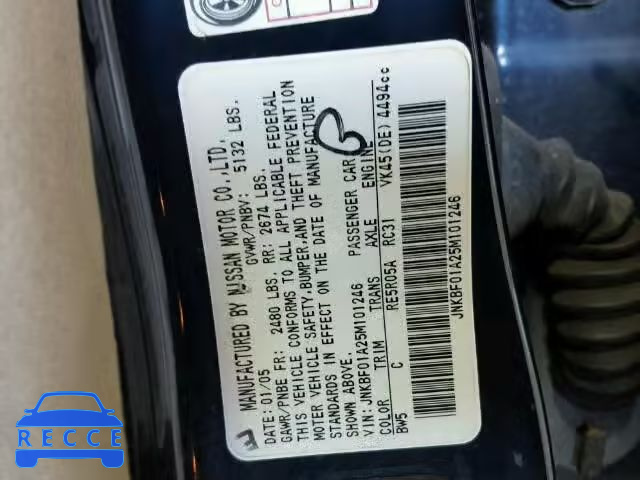 MANUFACTURED BY NISSAN MOTOR CO.,LTD.
DATE: 01/05 GVWR/PNBV: 5132 LBS.
GAWR/PNBE FR: 2480 LBS. RR: 2674 LBS.
THIS VEHICLE CONFORMS TO ALL APPLICABLE FEDERAL
MOTOR VEHICLE SAFETY,BUMPER,AND THEFT PREVENTION
STANDARDS IN EFFECT ON THE DATE OF MANUFACTURE
SHOWN ABOVE.
VIN: JNKBF01A25M101246 PASSENGER CAR
COLOR TRIM TRANS AXLE ENGINE
BW5 C RE5R05A RC31 VK45(DE) 4494cc
JNKBF01A25M101246
RECCE